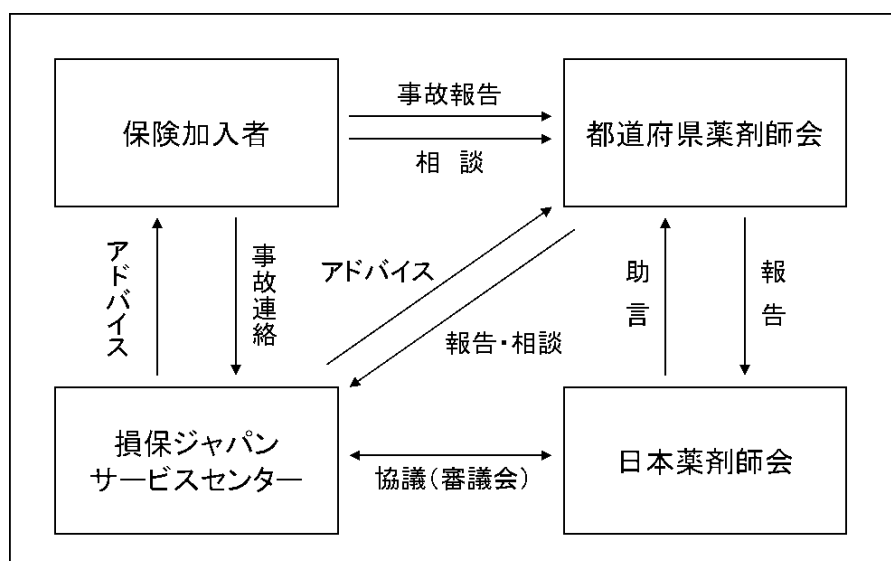 保険加入者
事故報告
相 談
都道府県薬剤師会
アドバイス
事故連絡
アドバイス
報告・相談
助言
報告
損保ジャパン
サービスセンター
協議(審議会)
日本薬剤師会